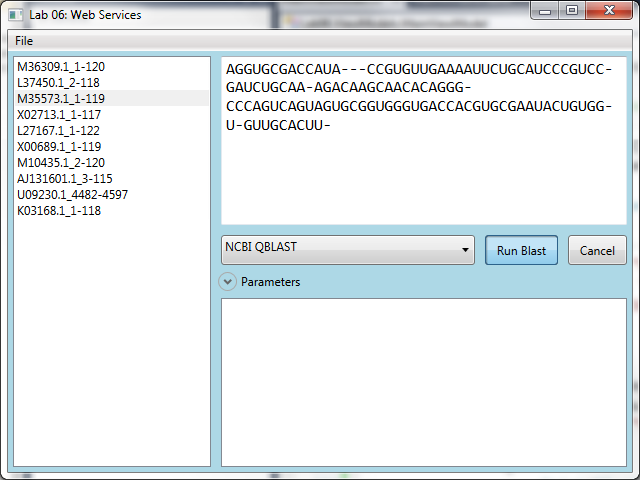 Lab 06: Web Services
File
M36309.1_1-120
L37450.1_2-118
M35573.1_1-119
X02713.1_1-117
L27167.1_1-122
X00689.1_1-119
M10435.1_2-120
AJ131601.1_3-115
U09230.1_4482-4597
K03168.1_1-118
AGGUGCGACCAUA---CCGUGUUGAAAAUUCUGCAUCCCGUCC-
GAUCUGCAA-AGACAAGCAACACAGGG-
CCCAGUCAGUAGUGCGGUGGGUGACCACGUGCGAAUACUGUGG-
U-GUUGCACUU-
NCBI QBLAST
Run Blast
Cancel
Parameters